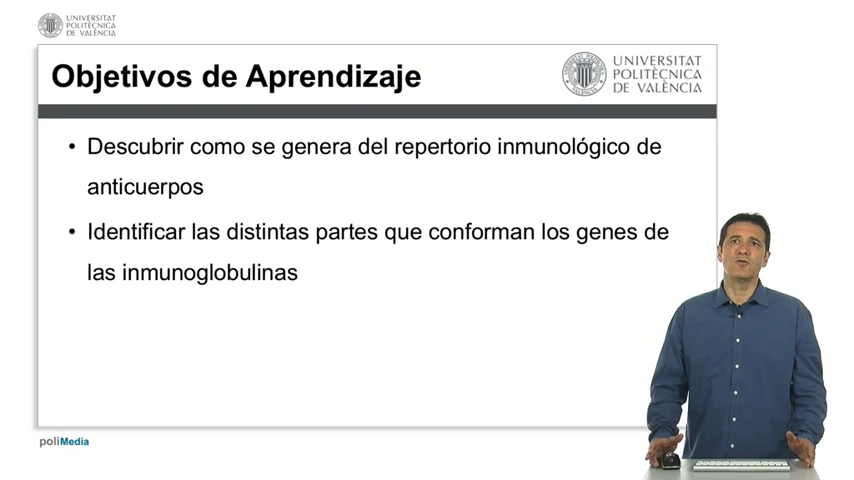 UNIVERSITAT
POLITÈCNICA
DE VALÈNCIA
Objetivos de Aprendizaje
UNIVERSITAT
POLITÈCNICA
DE VALÈNCIA
• Descubrir como se genera del repertorio inmunológico de
anticuerpos
• Identificar las distintas partes que conforman los genes de
las inmunoglobulinas
poliMedia